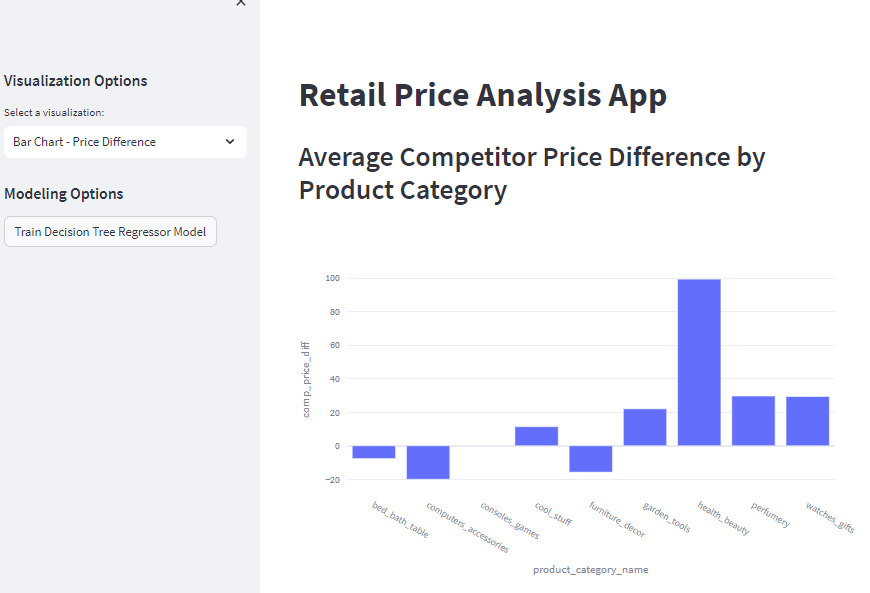 Visualization Options
Select a visualization:
Bar Chart - Price Difference
Modeling Options
Train Decision Tree Regressor Model
Retail Price Analysis App
Average Competitor Price Difference by
Product Category
comp_price_diff
100
80
60
40
20
0
−20
bed_bath_table
computers_accessories
consoles_games
cool_stuff
furniture_decor
garden_tools
health_beauty
perfumery
watches_gifts
product_category_name